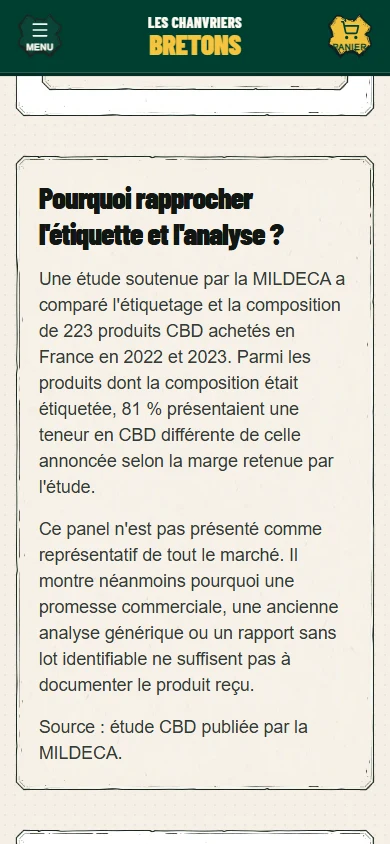 MENU
LES CHANVRIERS
BRETONS
PANIER
Pourquoi rapprocher
l'étiquette et l'analyse ?
Une étude soutenue par la MILDECA a
comparé l'étiquetage et la composition
de 223 produits CBD achetés en
France en 2022 et 2023. Parmi les
produits dont la composition était
étiquetée, 81 % présentaient une
teneur en CBD différente de celle
annoncée selon la marge retenue par
l'étude.
Ce panel n'est pas présenté comme
représentatif de tout le marché. Il
montre néanmoins pourquoi une
promesse commerciale, une ancienne
analyse générique ou un rapport sans
lot identifiable ne suffisent pas à
documenter le produit reçu.
Source : étude CBD publiée par la
MILDECA.